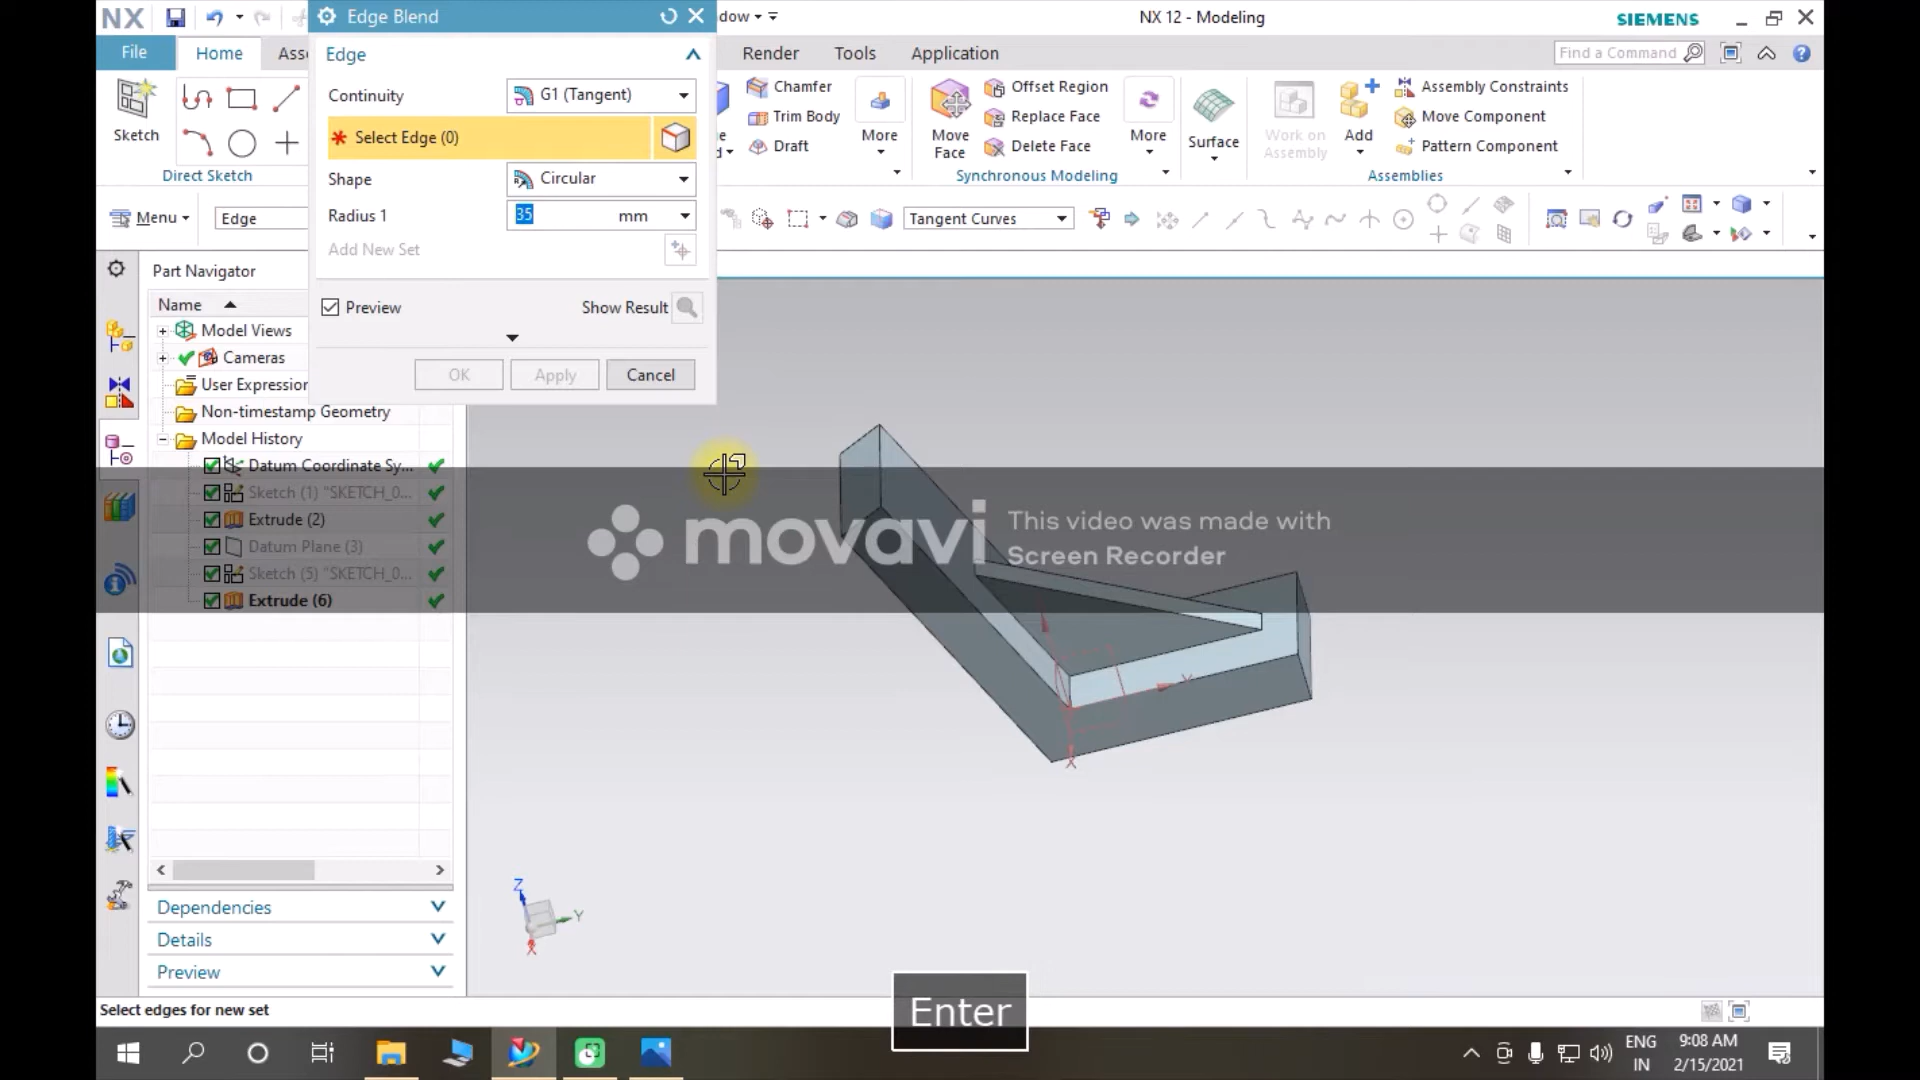 NX
Edge Blend
dow
NX 12 - Modeling
SIEMENS
File
Home
Ass
Render
Tools
Application
Find a Command
Edge
Continuity
G1 (Tangent)
Select Edge (0)
Shape
Circular
Radius 1
35
mm
Add New Set
Preview
Show Result
OK
Apply
Cancel
Sketch
Direct Sketch
Chamfer
Trim Body
Draft
More
Move
Face
Offset Region
Replace Face
Delete Face
More
Synchronous Modeling
Surface
Work on
Assembly
Add
Assembly Constraints
Move Component
Pattern Component
Assemblies
Menu
Edge
Tangent Curves
Part Navigator
Name
Model Views
Cameras
User Expression
Non-timestamp Geometry
Model History
Datum Coordinate Sy...
Sketch (1) "SKETCH_0...
Extrude (2)
Datum Plane (3)
Sketch (5) "SKETCH_0...
Extrude (6)
movavi
This video was made with
Screen Recorder
Y
X
Z
Y
X
Dependencies
Details
Preview
Select edges for new set
Enter
ENG
IN
9:08 AM
2/15/2021